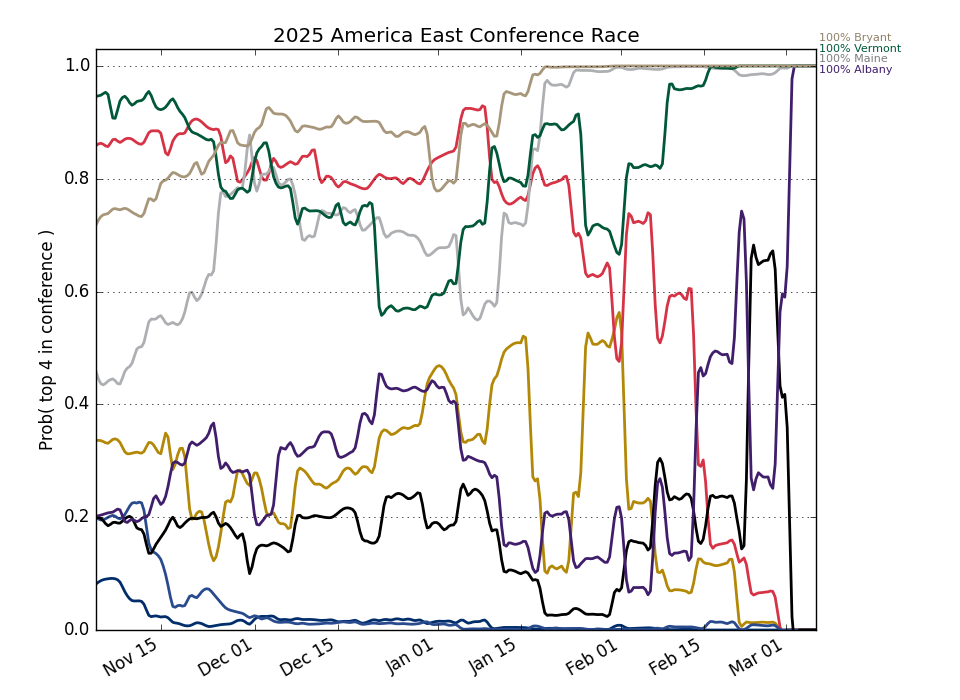 2025 America East Conference Race
100% Bryant
100% Vermont
100% Maine
100% Albany
Prob( top 4 in conference )
1.0
0.8
0.6
0.4
0.2
0.0
Nov 15
Dec 01
Dec 15
Jan 01
Jan 15
Feb 01
Feb 15
Mar 01